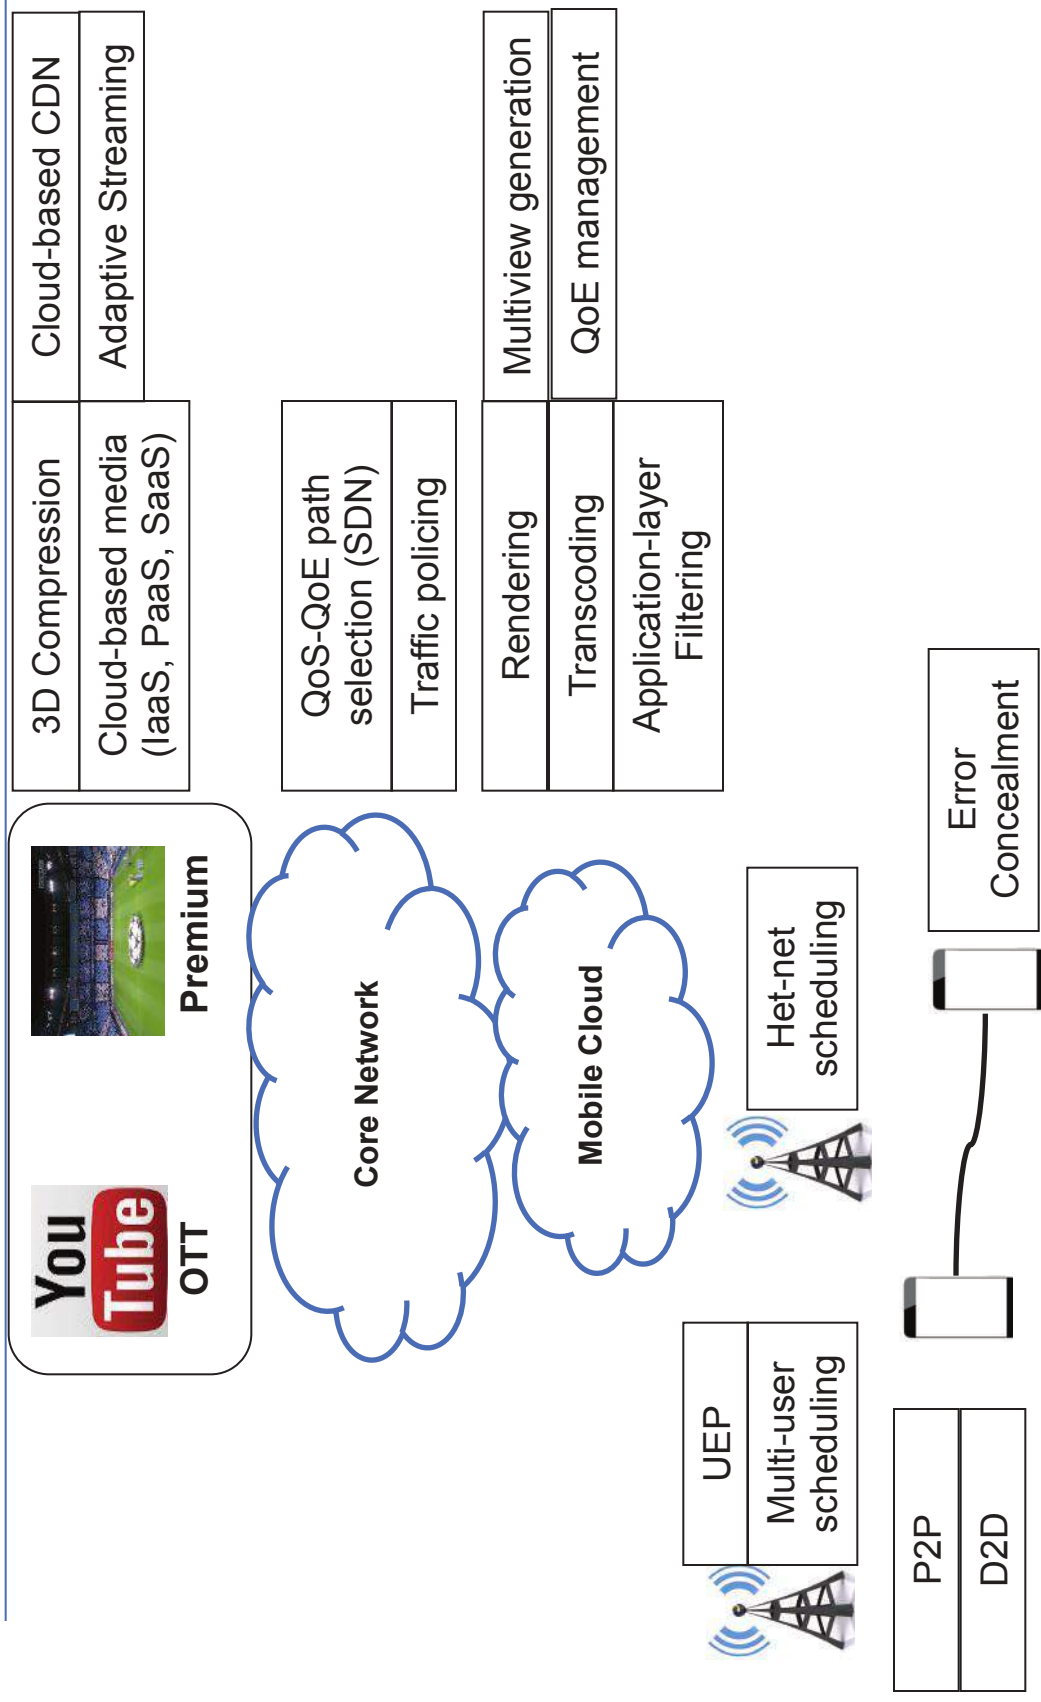 You
Tube
OTT
Premium
3D Compression
Cloud-based CDN
Cloud-based media
(IaaS, PaaS, SaaS)
Adaptive Streaming
Core Network
QoS-QoE path
selection (SDN)
Traffic policing
Mobile Cloud
Rendering
Multiview generation
Transcoding
QoE management
Application-layer
Filtering
UEP
Multi-user
scheduling
Het-net
scheduling
P2P
D2D
Error
Concealment